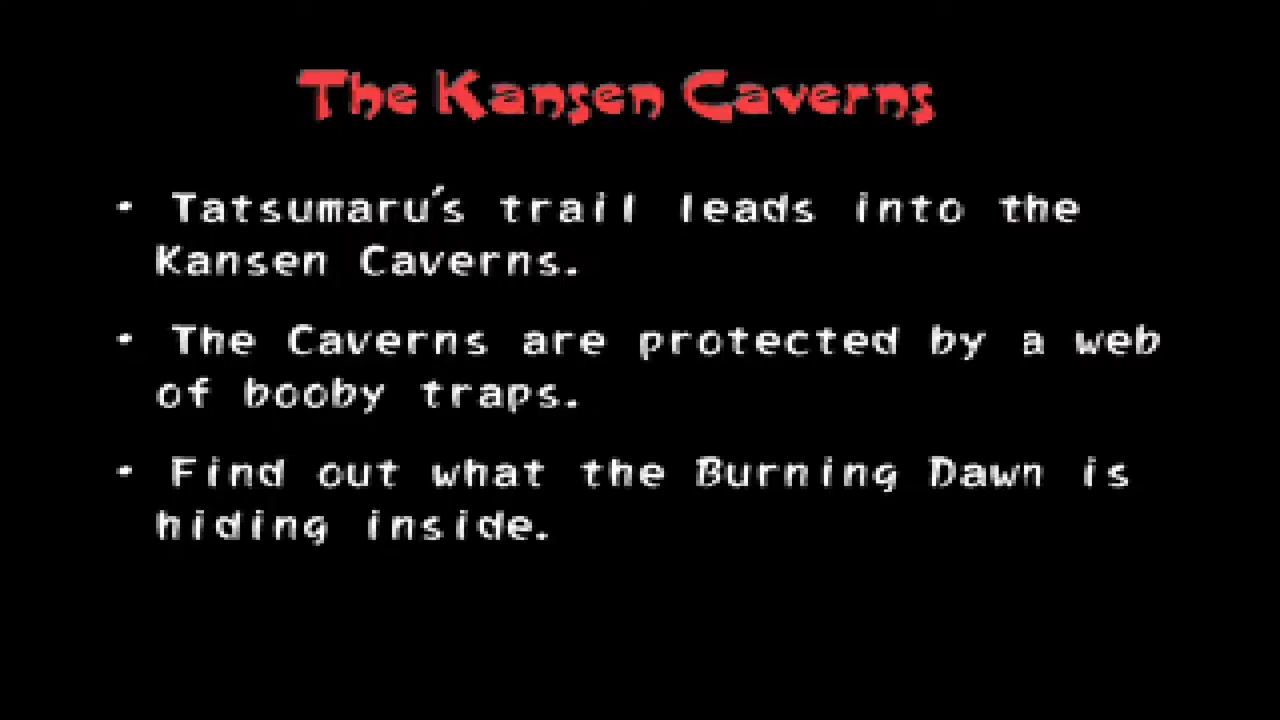 The Kansen Caverns
• Tatsumaru's trail leads into the
Kansen Caverns.
• The Caverns are protected by a web
of booby traps.
• Find out what the Burning Dawn is
hiding inside.